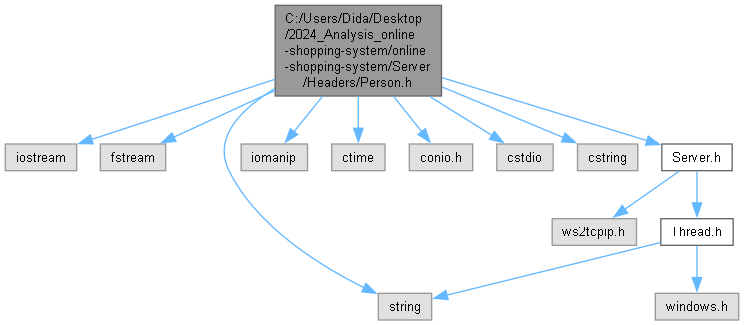 C:/Users/Dida/Desktop
/2024_Analysis_online
-shopping-system/online
-shopping-system/Server
/Headers/Person.h
iostream
fstream
iomanip
ctime
conio.h
cstdio
cstring
Server.h
ws2tcpip.h
Thread.h
string
windows.h